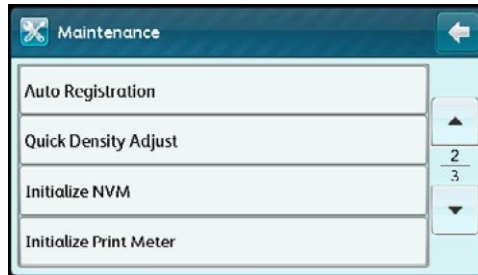 Maintenance
Auto Registration
Quick Density Adjust
Initialize NVM
Initialize Print Meter
2
3